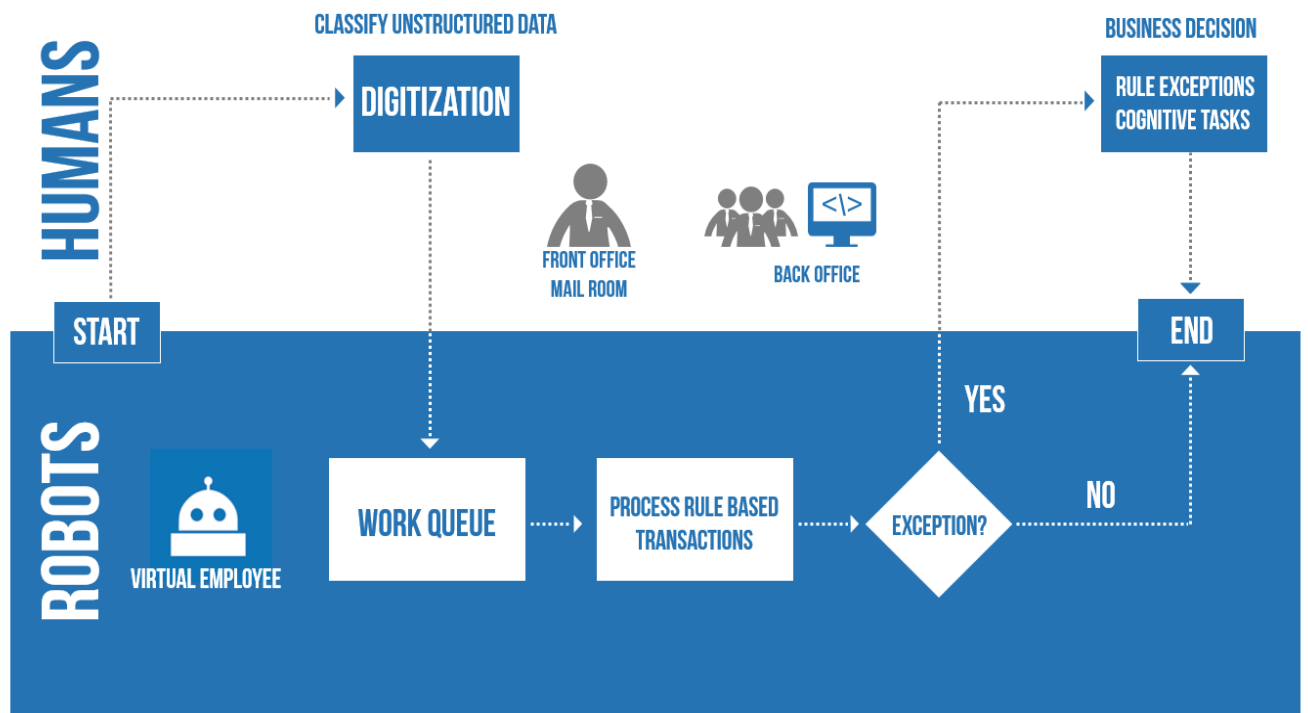 HUMANS
CLASSIFY UNSTRUCTURED DATA
DIGITIZATION
BUSINESS DECISION
RULE EXCEPTIONS
COGNITIVE TASKS
<\>
FRONT OFFICE
MAIL ROOM
BACK OFFICE
START
END
ROBOTS
VIRTUAL EMPLOYEE
WORK QUEUE
PROCESS RULE BASED
TRANSACTIONS
EXCEPTION?
YES
NO